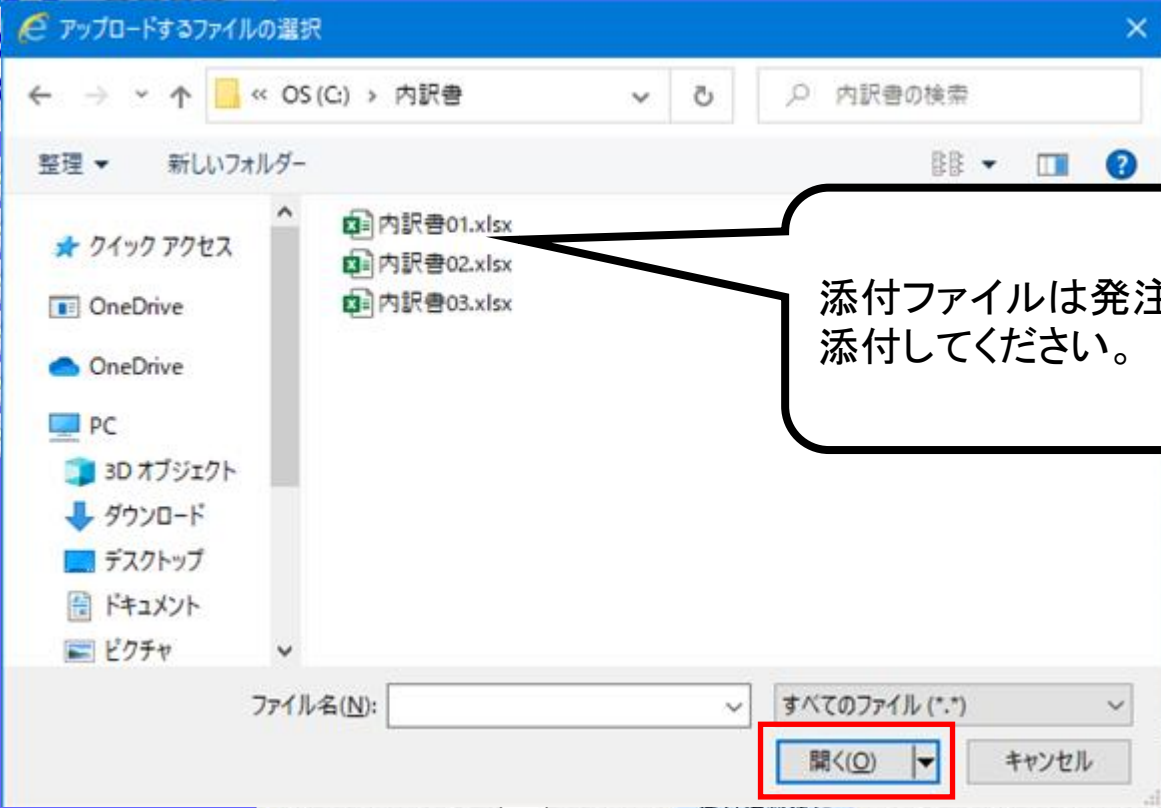 アップロードするファイルの選択
« OS (C:) › 内訳書
内訳書の検索
整理
新しいフォルダー
クイック アクセス
OneDrive
OneDrive
PC
3D オブジェクト
ダウンロード
デスクトップ
ドキュメント
ピクチャ
内訳書01.xlsx
内訳書02.xlsx
内訳書03.xlsx
添付ファイルは発注
添付してください。
ファイル名(N):
すべてのファイル (*.*)
開く(O)
キャンセル